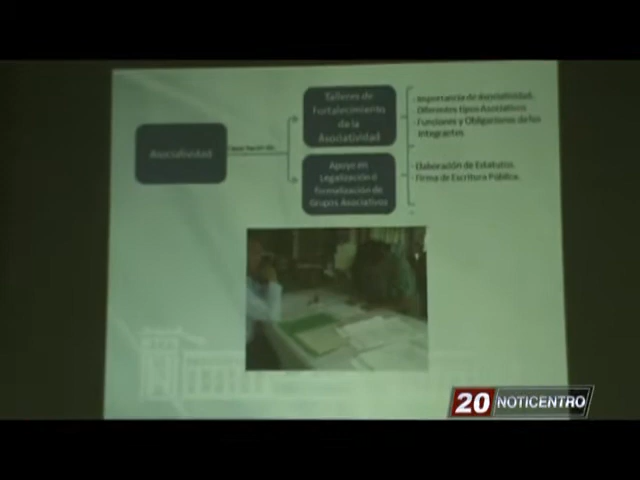 Asociatividad
Talleres de
Fortalecimiento
de la
Asociatividad
- Importancia de Asociatividad.
- Diferentes tipos Asociativos
- Funciones y Obligaciones de los
integrantes
Apoyo en
Legalización o
formalización de
Grupos Asociativos
- Elaboración de Estatutos.
- Firma de Escritura Pública.
20 NOTICENTRO